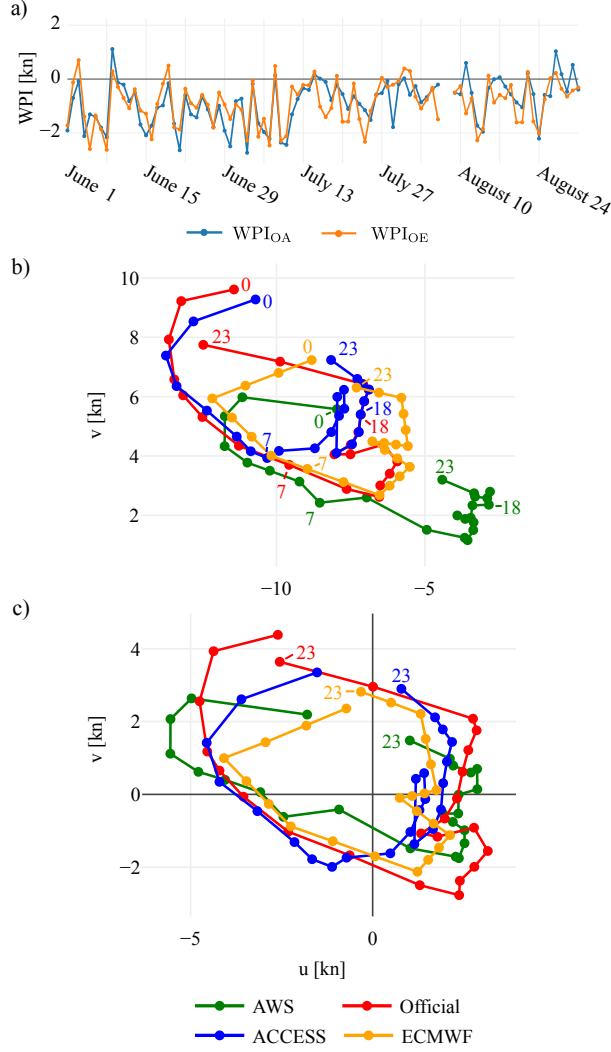 a)
WPI [kn]
2
0
−2
June 1
June 15
June 29
July 13
July 27
August 10
August 24
WPI_OA
WPI_OE
b)
v [kn]
10
8
6
4
2
−10
−5
0
0
23
0
23
23
0
18
18
7
7
7
7
23
18
c)
v [kn]
4
2
0
−2
23
23
23
23
−5
0
u [kn]
AWS
Official
ACCESS
ECMWF